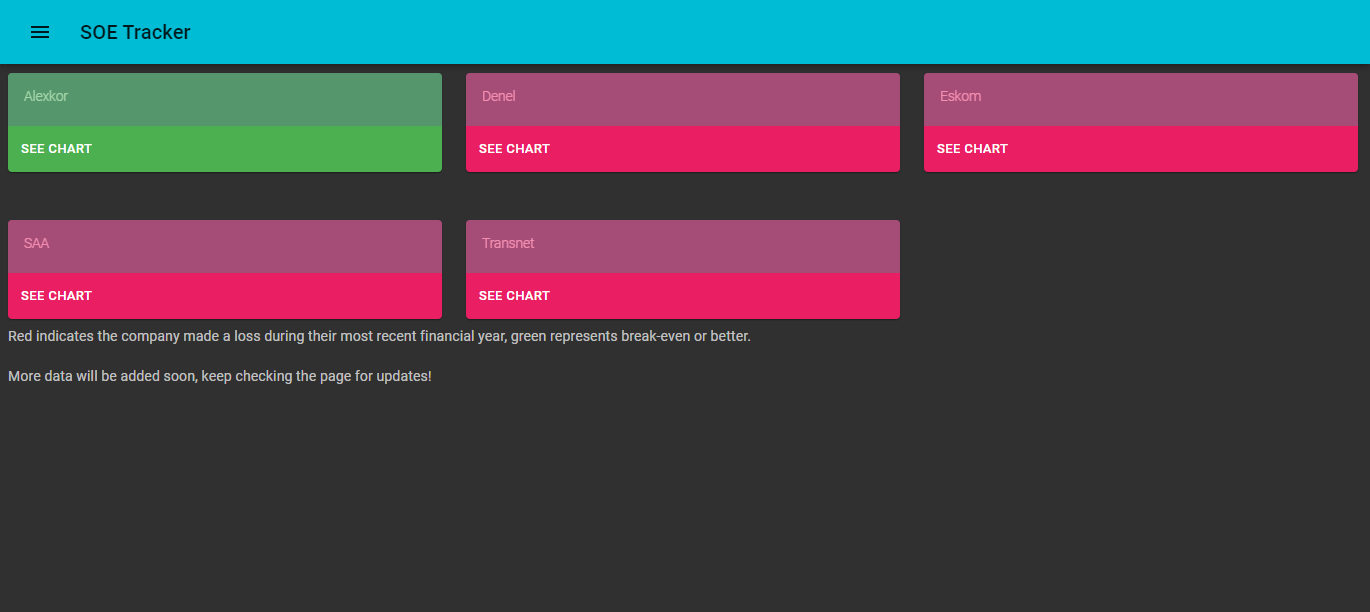 SOE Tracker
Alexkor
SEE CHART
Denel
SEE CHART
Eskom
SEE CHART
SAA
SEE CHART
Transnet
SEE CHART
Red indicates the company made a loss during their most recent financial year, green represents break-even or better.
More data will be added soon, keep checking the page for updates!